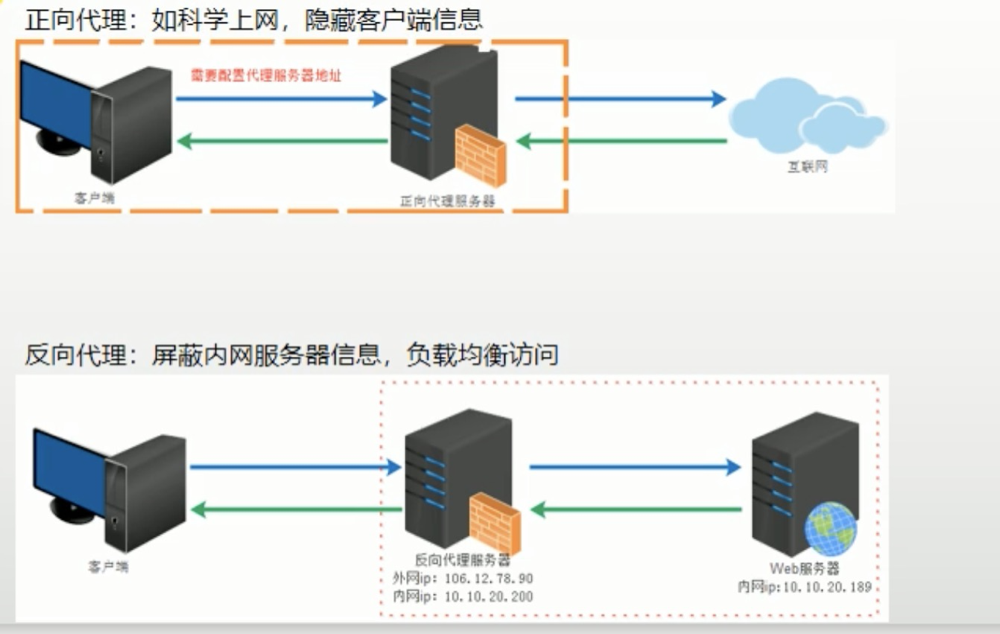 正向代理：如科学上网，隐藏客户端信息
需要配置代理服务器地址
客户端
正向代理服务器
互联网
反向代理：屏蔽内网服务器信息，负载均衡访问
客户端
反向代理服务器
外网ip：106.12.78.90
内网ip：10.10.20.200
Web服务器
内网ip:10.10.20.189